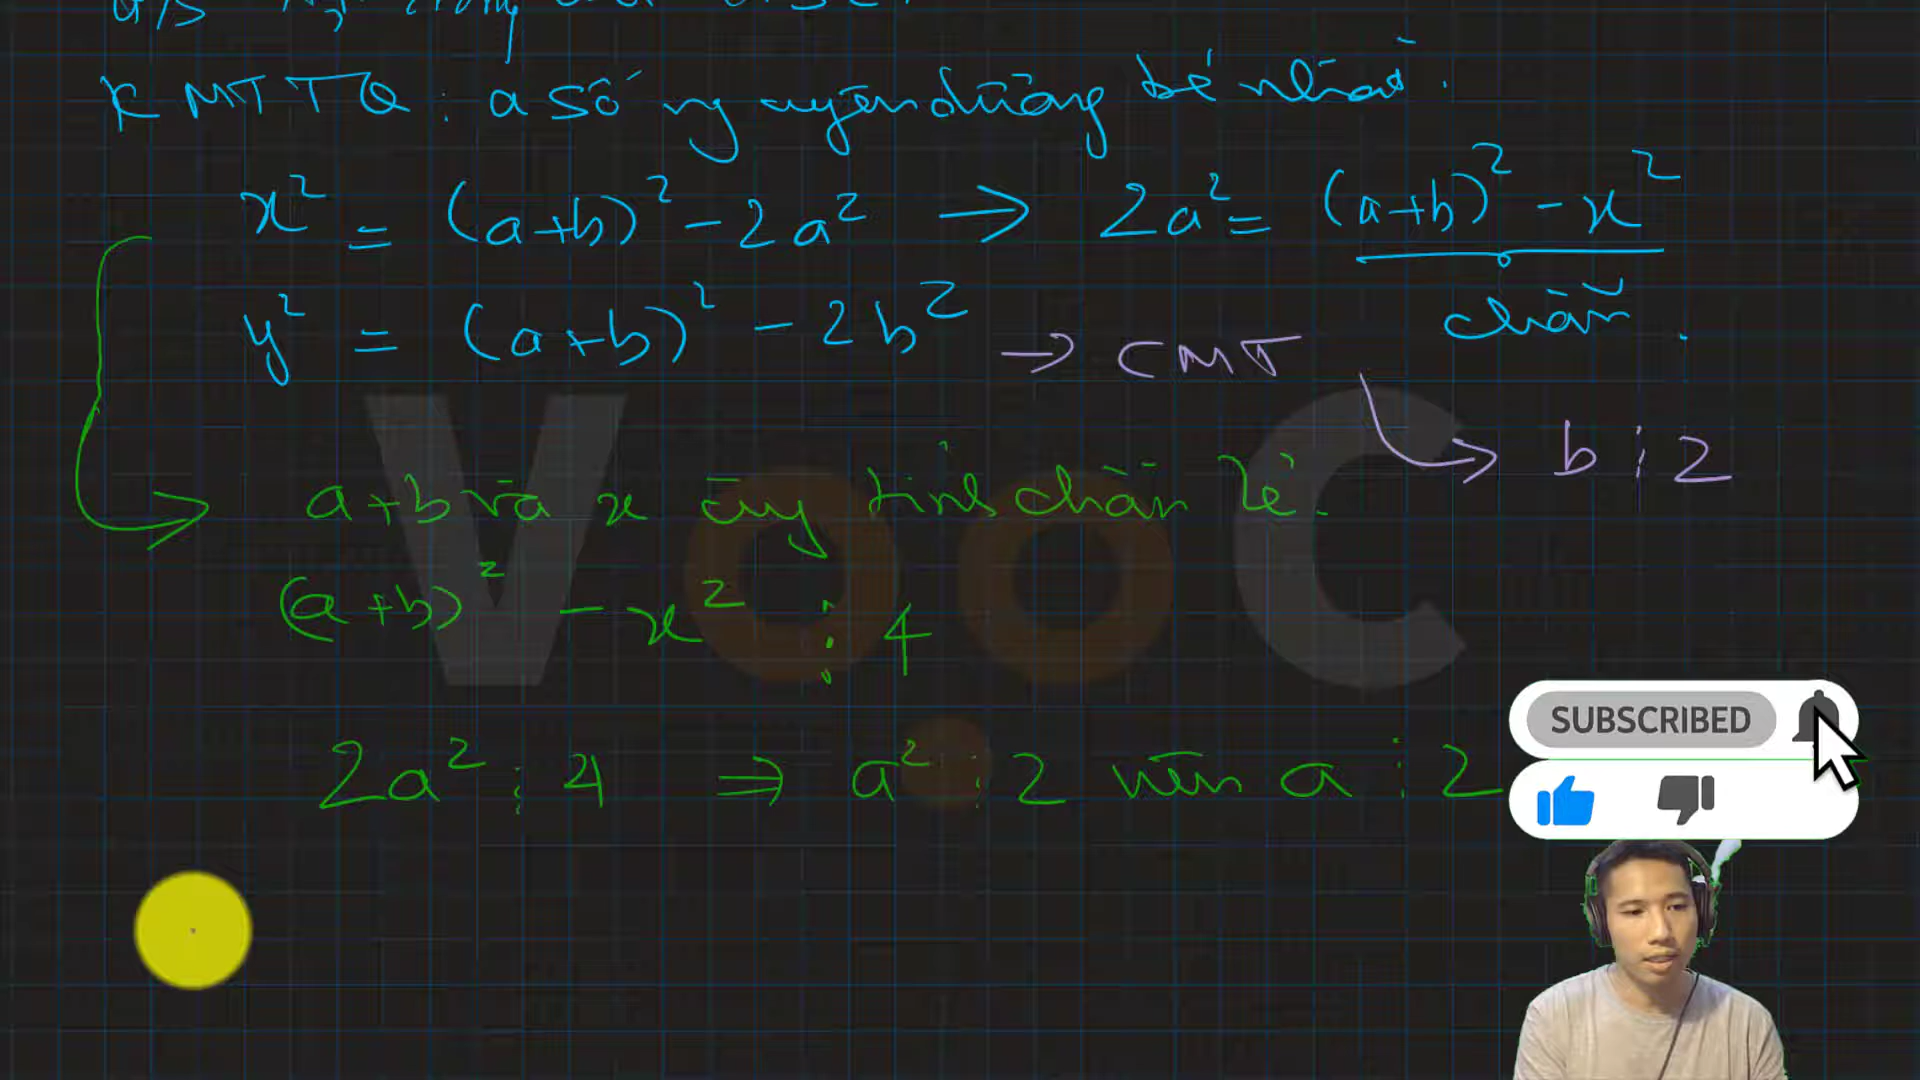 KMTTQ: a số nguyên dương bé nhất.
x² = (a+b)² - 2a² → 2a² = (a+b)² - x²
chẵn.
y² = (a+b)² - 2b² → CMT
→ b ⋮ 2
a+b và x cùng tính chẵn lẻ.
(a+b)² - x² ⋮ 4
2a² ⋮ 4 ⇒ a² ⋮ 2 nên a ⋮ 2
VOOC
SUBSCRIBED